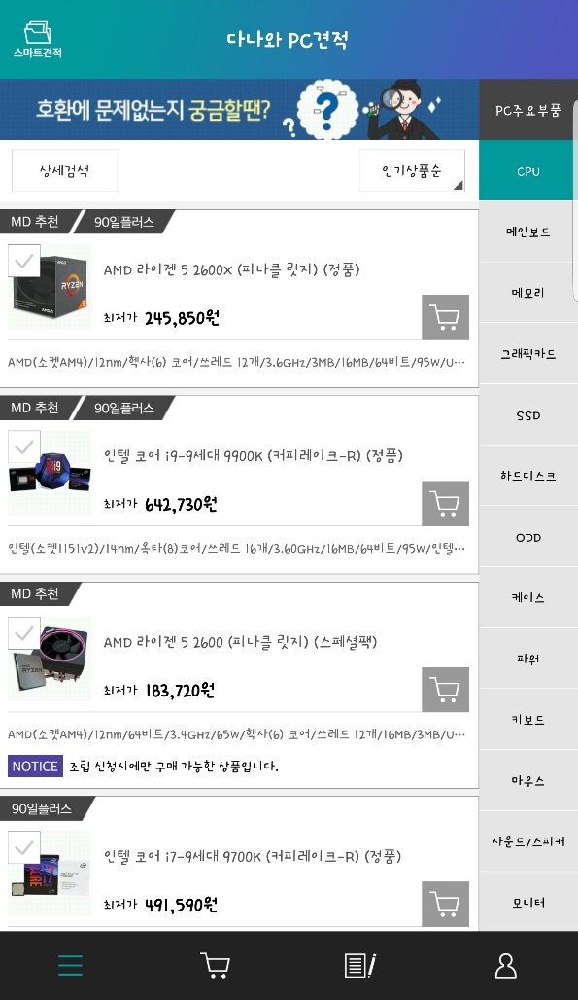 스마트견적
다나와 PC견적
호환에 문제없는지 궁금할땐?
?
PC주요부품
상세검색
인기상품순
CPU
메인보드
메모리
그래픽카드
SSD
하드디스크
ODD
케이스
파워
키보드
마우스
사운드/스피커
모니터
MD 추천
90일플러스
RYZEN
AMD 라이젠 5 2600X (피나클 릿지) (정품)
최저가 245,850원
AMD(소켓AM4)/12nm/헥사(6) 코어/쓰레드 12개/3.6GHz/3MB/16MB/64비트/95W/U…
MD 추천
90일플러스
i9
인텔 코어 i9-9세대 9900K (커피레이크-R) (정품)
최저가 642,730원
인텔(소켓1151v2)/14nm/옥타(8)코어/쓰레드 16개/3.60GHz/16MB/64비트/95W/인텔…
MD 추천
RYZEN
AMD 라이젠 5 2600 (피나클 릿지) (스페셜팩)
최저가 183,720원
AMD(소켓AM4)/12nm/64비트/3.4GHz/65W/헥사(6) 코어/쓰레드 12개/16MB/3MB/U…
NOTICE 조립 신청시에만 구매 가능한 상품입니다.
90일플러스
CORE
인텔 코어 i7-9세대 9700K (커피레이크-R) (정품)
최저가 491,590원